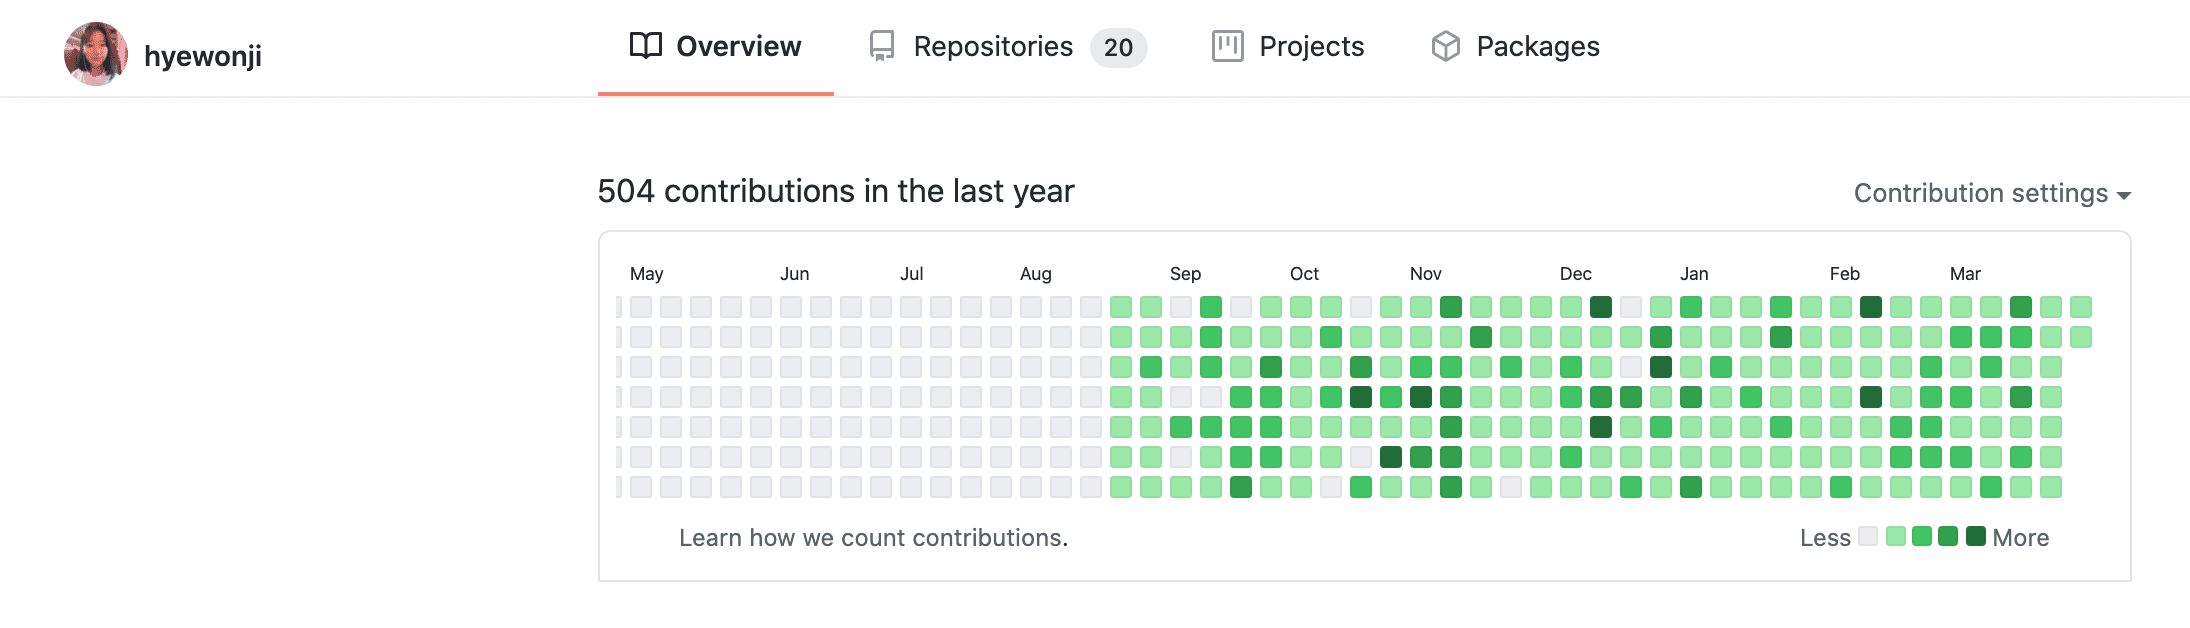 hyewonji
Overview Repositories 20 Projects Packages
504 contributions in the last year
Contribution settings
May Jun Jul Aug Sep Oct Nov Dec Jan Feb Mar
Learn how we count contributions.
Less More